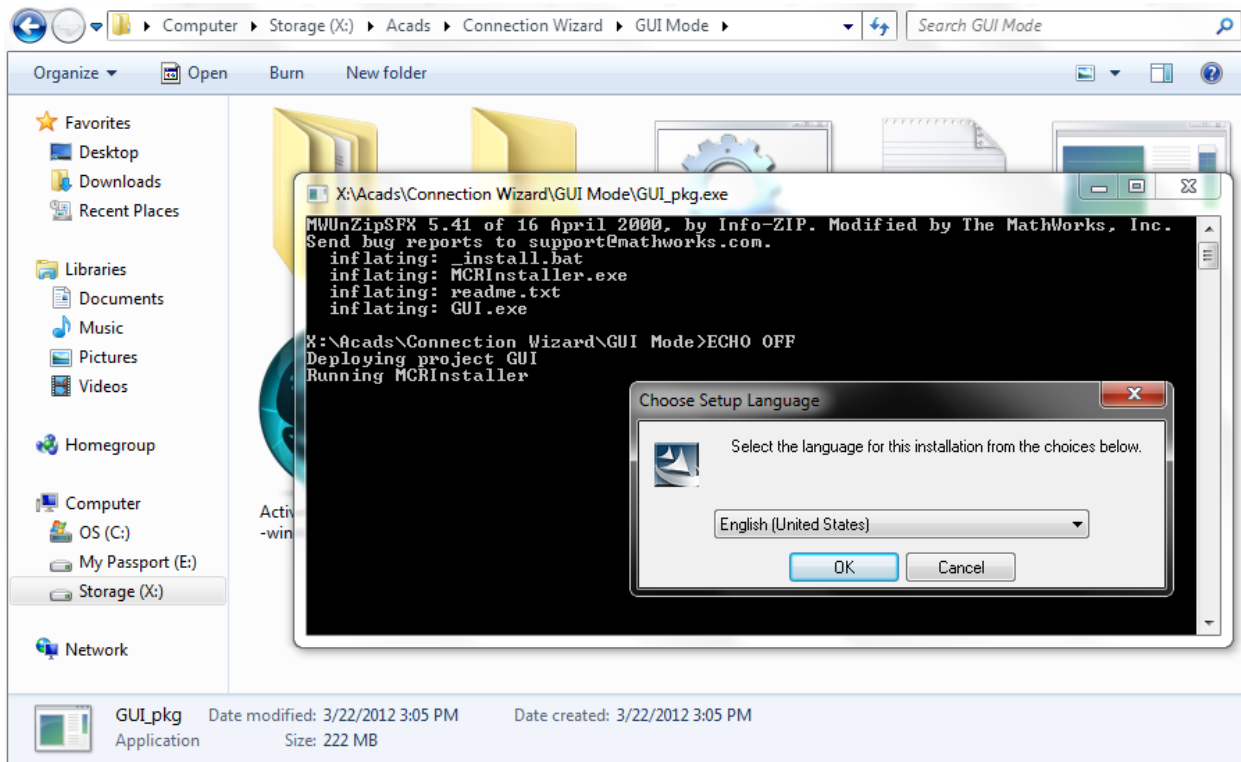 Computer ▸ Storage (X:) ▸ Acads ▸ Connection Wizard ▸ GUI Mode ▸ Search GUI Mode
Organize Open Burn New folder
Favorites
Desktop
Downloads
Recent Places
Libraries
Documents
Music
Pictures
Videos
Homegroup
Computer
OS (C:)
My Passport (E:)
Storage (X:)
Network
-win
X:\Acads\Connection Wizard\GUI Mode\GUI_pkg.exe
MWUnZipSFX 5.41 of 16 April 2000, by Info-ZIP. Modified by The MathWorks, Inc.
Send bug reports to support@mathworks.com.
inflating: _install.bat
inflating: MCRInstaller.exe
inflating: readme.txt
inflating: GUI.exe
X:\Acads\Connection Wizard\GUI Mode>ECHO OFF
Deploying project GUI
Running MCRInstaller
Choose Setup Language
Select the language for this installation from the choices below.
English (United States)
OK Cancel
GUI_pkg Date modified: 3/22/2012 3:05 PM Date created: 3/22/2012 3:05 PM
Application Size: 222 MB